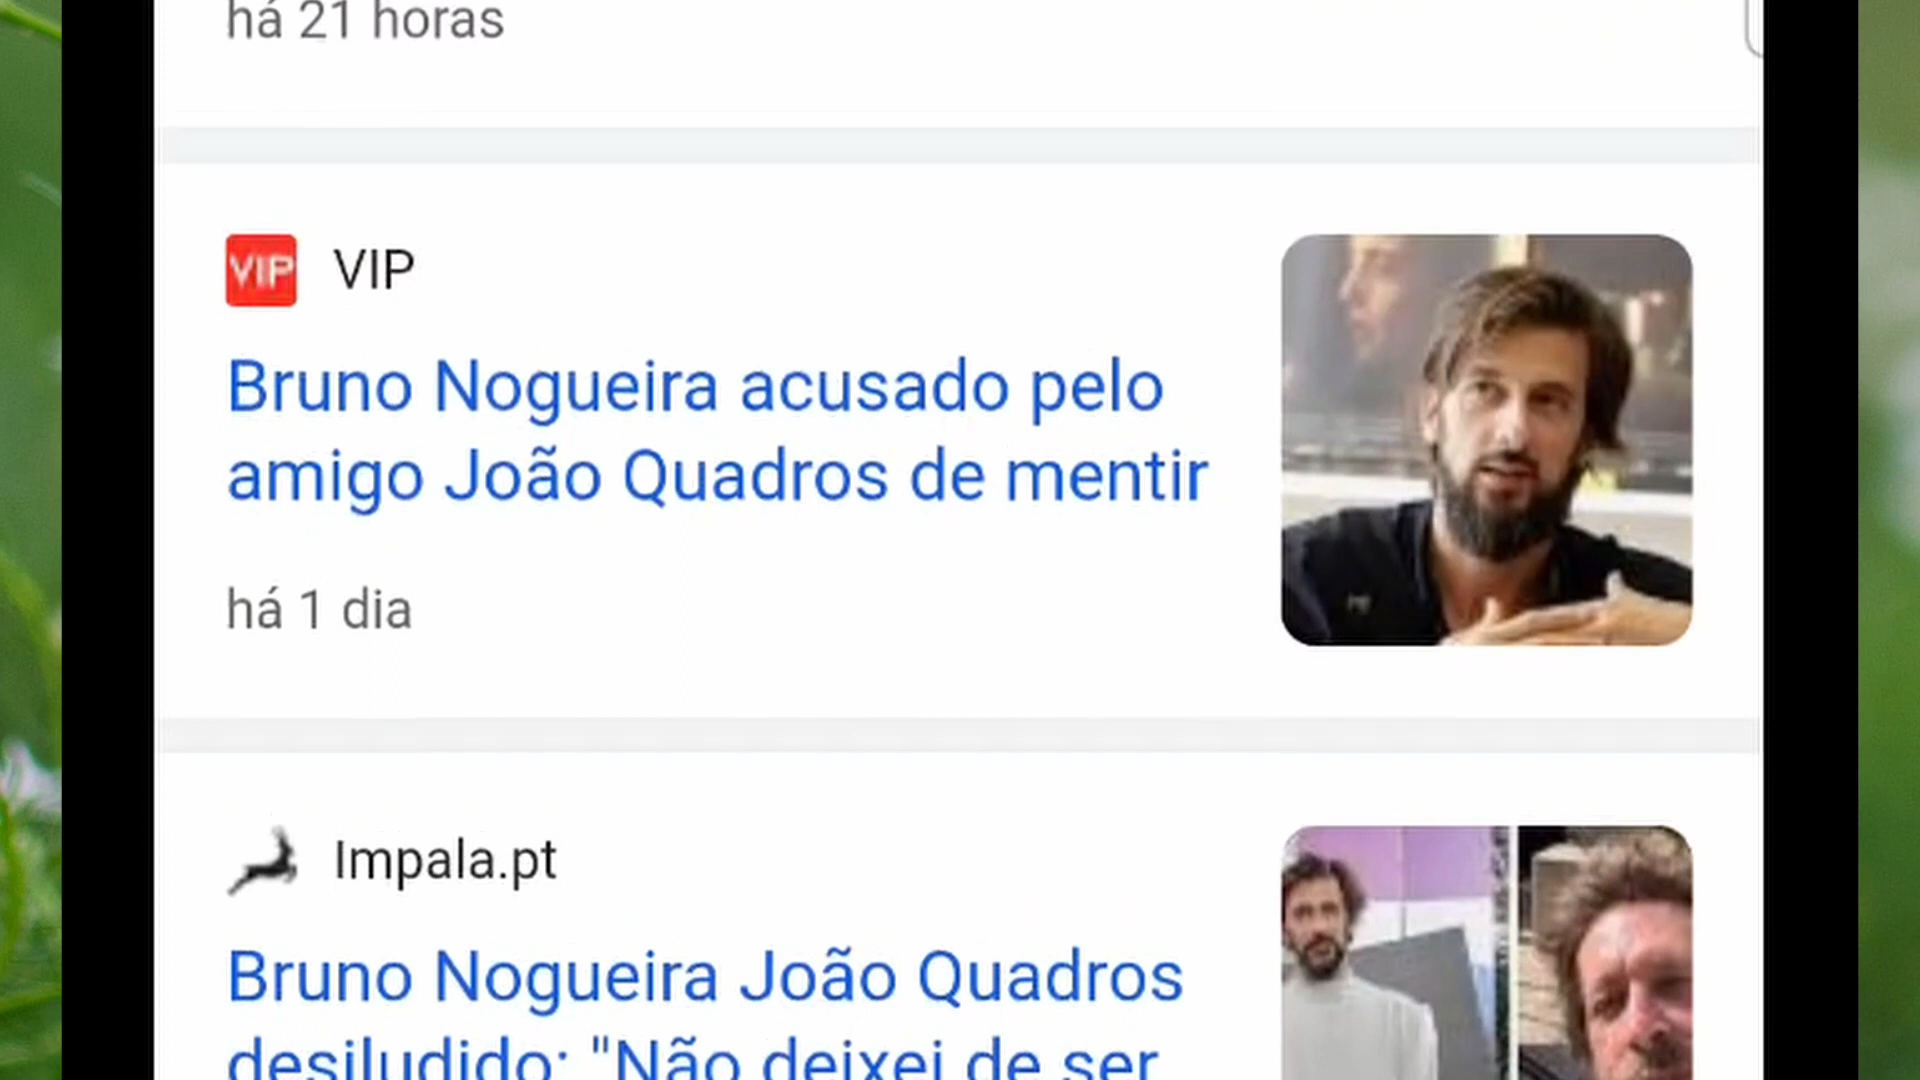 há 21 horas
VIP VIP
Bruno Nogueira acusado pelo
amigo João Quadros de mentir
há 1 dia
Impala.pt
Bruno Nogueira João Quadros
desiludido: "Não deixei de ser